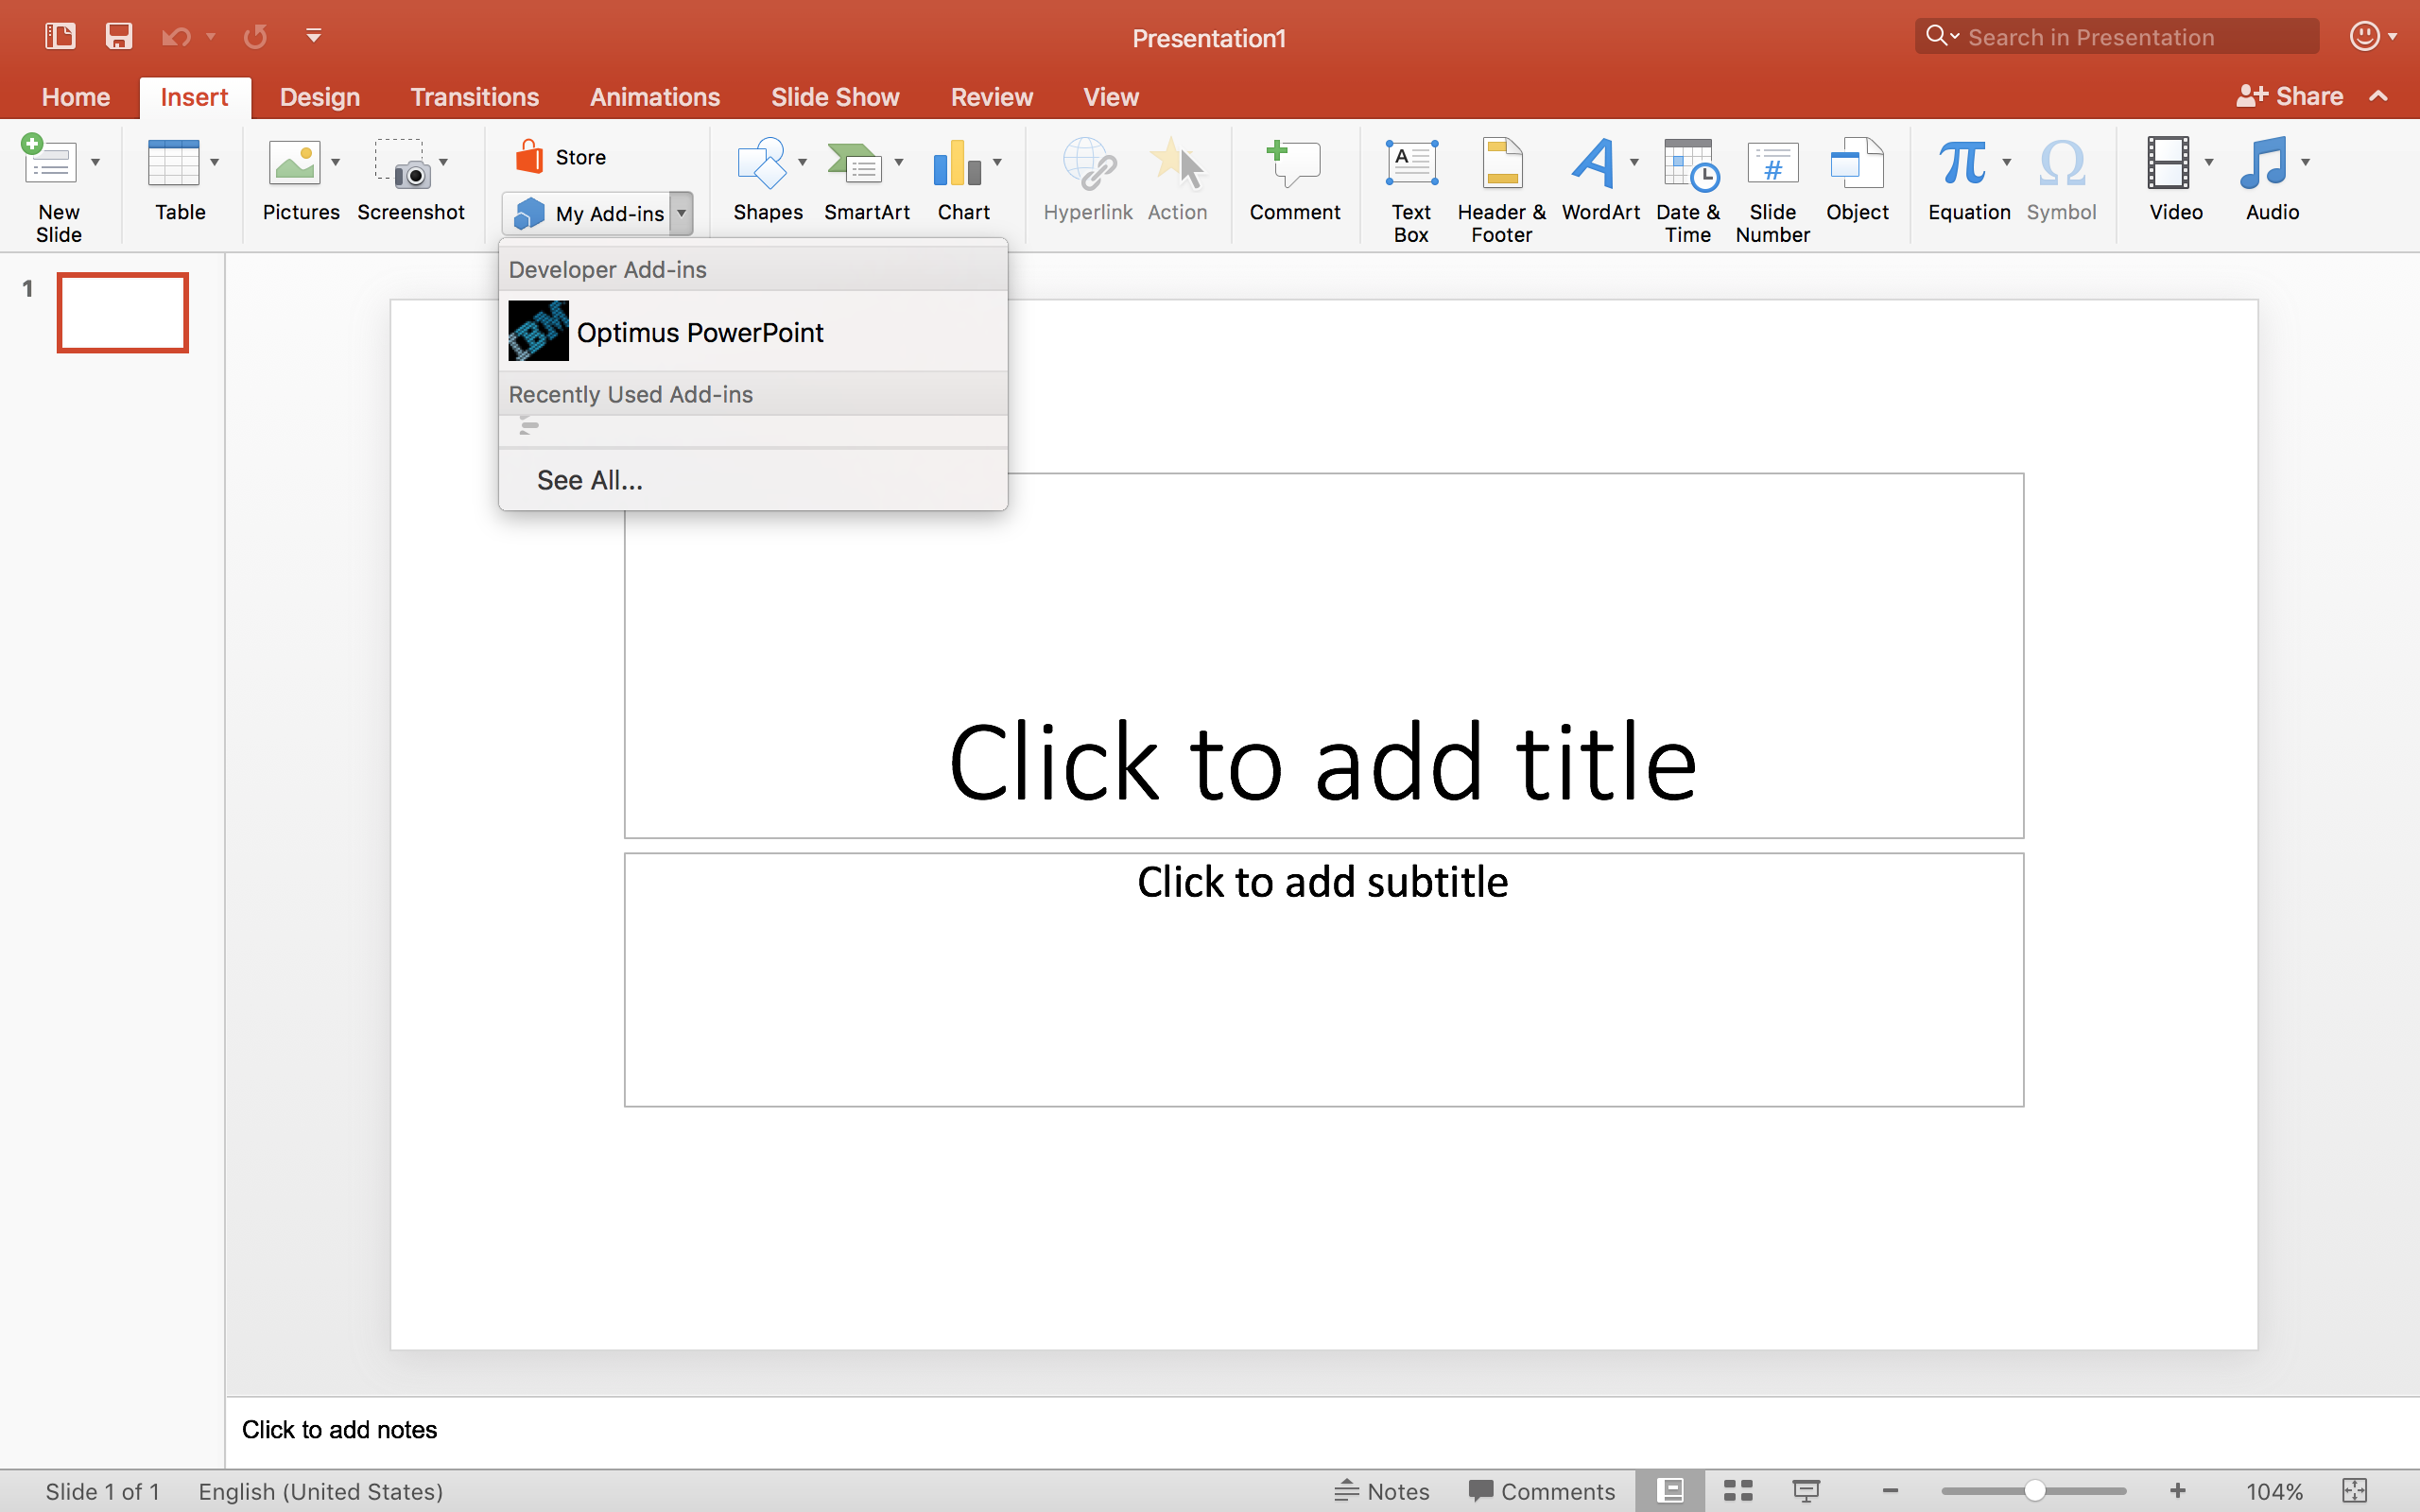 Presentation1
Search in Presentation
Home Insert Design Transitions Animations Slide Show Review View Share
New Slide
Table
Pictures
Screenshot
Store
My Add-ins
Shapes
SmartArt
Chart
Hyperlink
Action
Comment
A
Text Box
Header & Footer
A
WordArt
Date & Time
#
Slide Number
Object
π
Equation
Ω
Symbol
Video
Audio
Developer Add-ins
IBM
Optimus PowerPoint
Recently Used Add-ins
See All...
1
Click to add title
Click to add subtitle
Click to add notes
Slide 1 of 1 English (United States) Notes Comments 104%